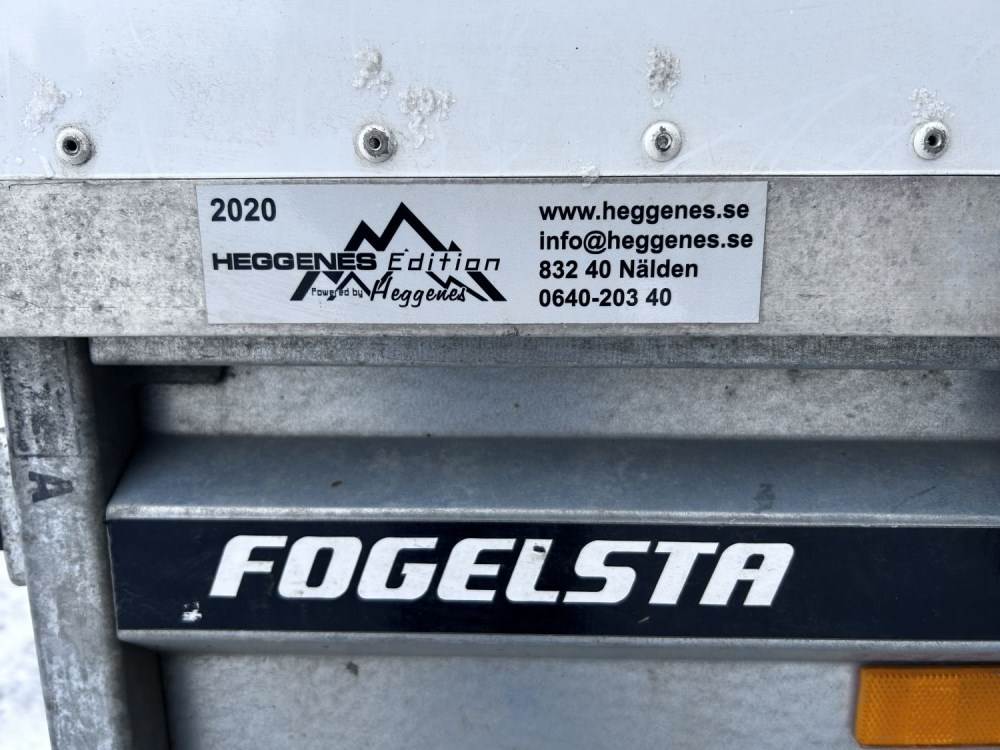 2020
HEGGENES Edition
Powered by Heggenes
www.heggenes.se
info@heggenes.se
832 40 Nälden
0640-203 40
A
FOGELSTA